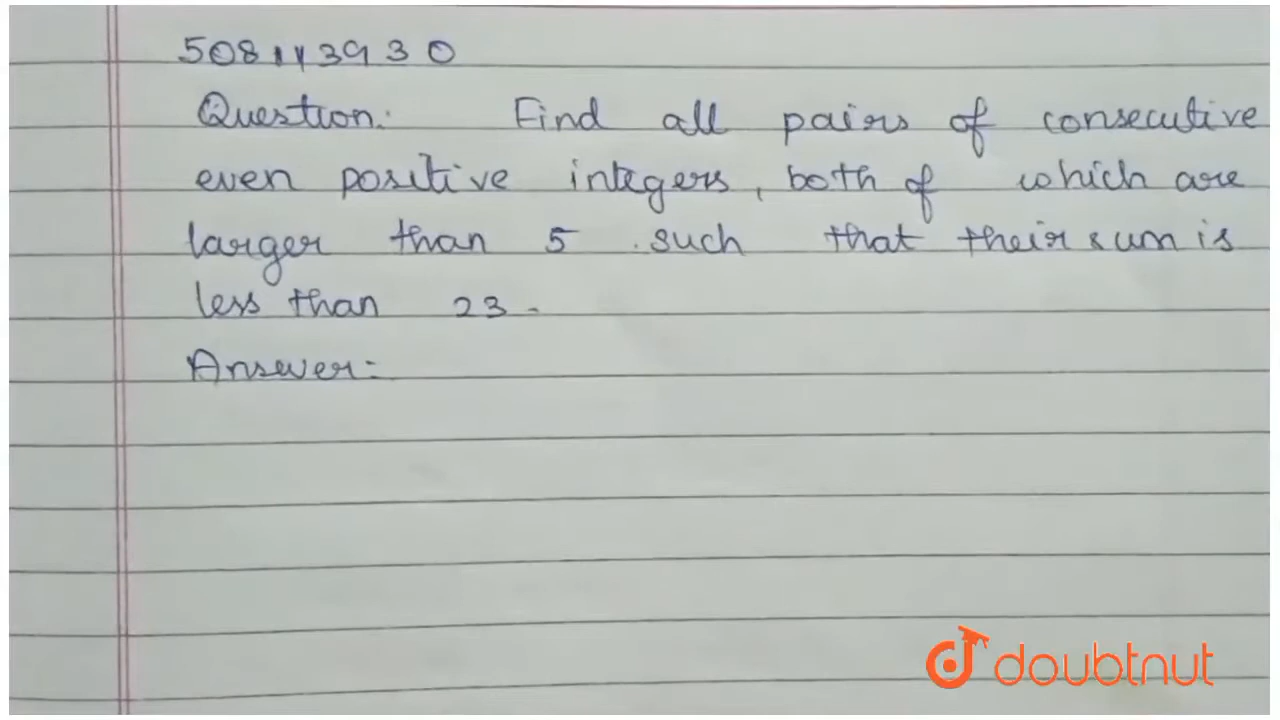 508143930
Question: Find all pairs of consecutive
even positive integers, both of which are
larger than 5 such that their sum is
less than 23.
Answer:
doubtnut